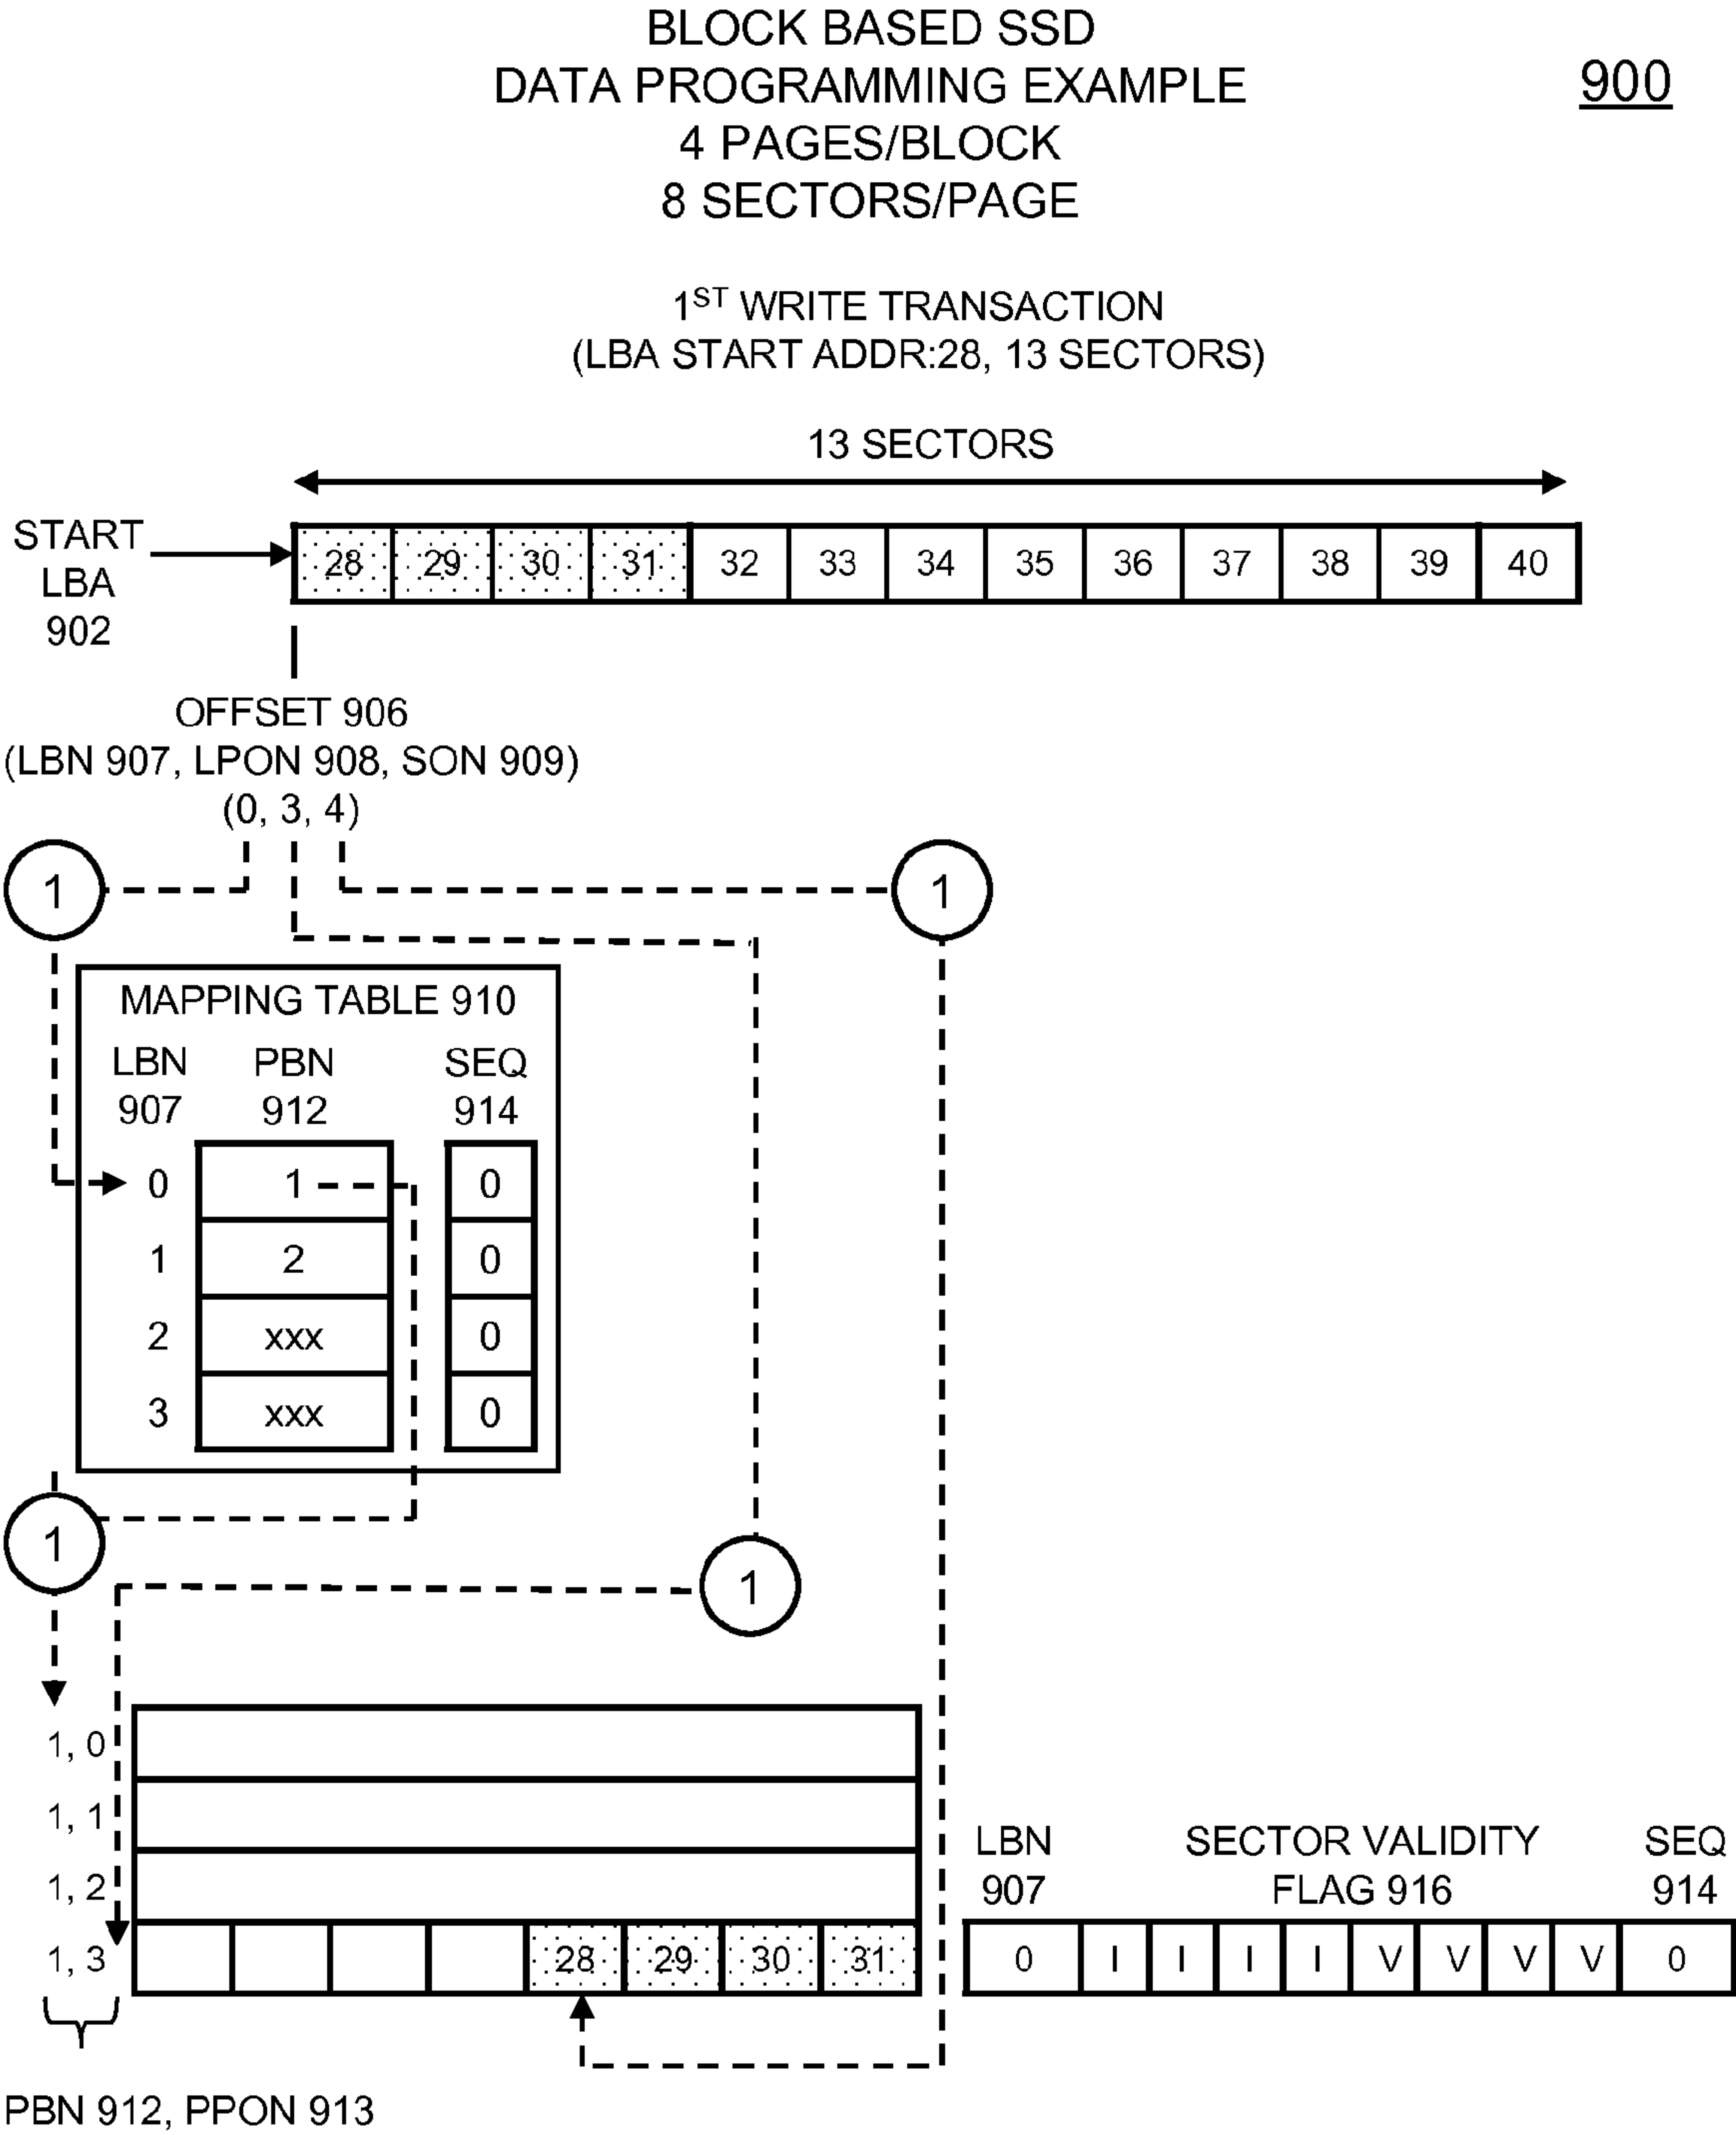 BLOCK BASED SSD
DATA PROGRAMMING EXAMPLE
4 PAGES/BLOCK
8 SECTORS/PAGE
900
1ST WRITE TRANSACTION
(LBA START ADDR:28, 13 SECTORS)
13 SECTORS
START
LBA
902
28 29 30 31 32 33 34 35 36 37 38 39 40
OFFSET 906
(LBN 907, LPON 908, SON 909)
(0, 3, 4)
1 1
MAPPING TABLE 910
LBN PBN SEQ
907 912 914
0 1 0
1 2 0
2 xxx 0
3 xxx 0
1
1
1, 0
1, 1
1, 2
LBN SECTOR VALIDITY SEQ
907 FLAG 916 914
1, 3 28 29 30 31 0 I I I I V V V V 0
PBN 912, PPON 913